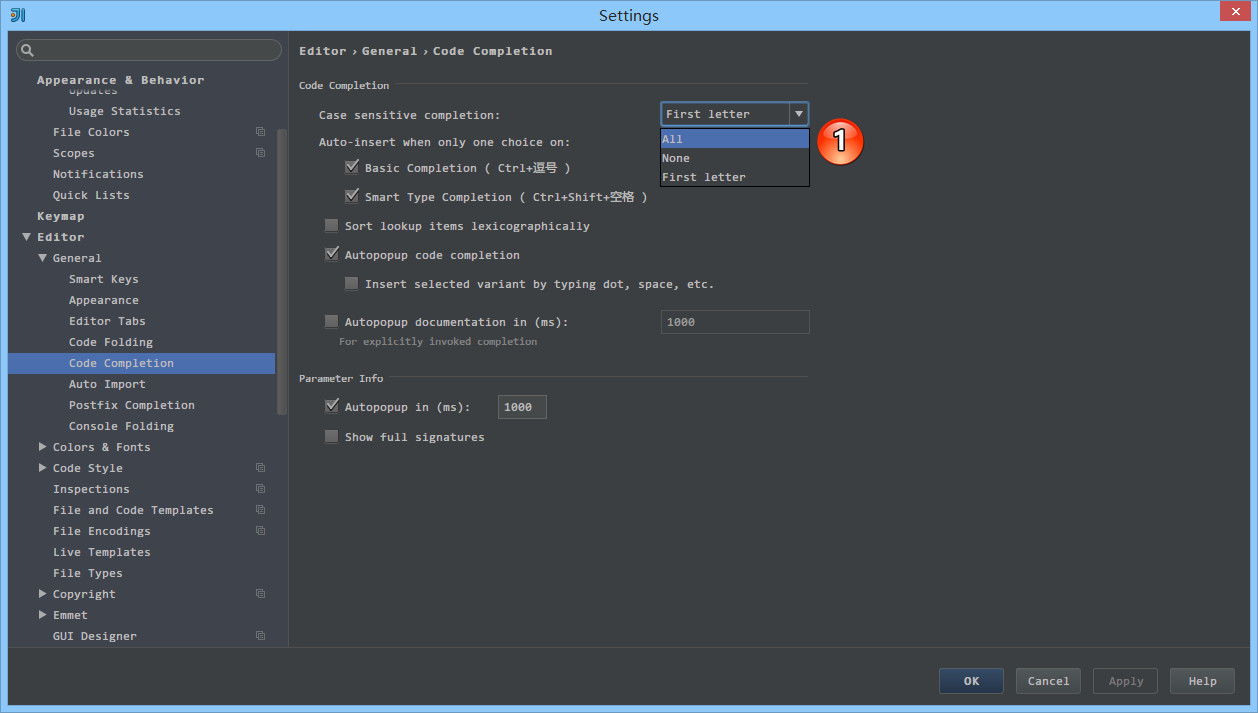 Settings
Editor › General › Code Completion
Appearance & Behavior
Updates
Usage Statistics
File Colors
Scopes
Notifications
Quick Lists
Keymap
Editor
General
Smart Keys
Appearance
Editor Tabs
Code Folding
Code Completion
Auto Import
Postfix Completion
Console Folding
Colors & Fonts
Code Style
Inspections
File and Code Templates
File Encodings
Live Templates
File Types
Copyright
Emmet
GUI Designer
Code Completion
Case sensitive completion:
First letter
All
None
First letter
1
Auto-insert when only one choice on:
Basic Completion ( Ctrl+逗号 )
Smart Type Completion ( Ctrl+Shift+空格 )
Sort lookup items lexicographically
Autopopup code completion
Insert selected variant by typing dot, space, etc.
Autopopup documentation in (ms): 1000
For explicitly invoked completion
Parameter Info
Autopopup in (ms): 1000
Show full signatures
OK Cancel Apply Help